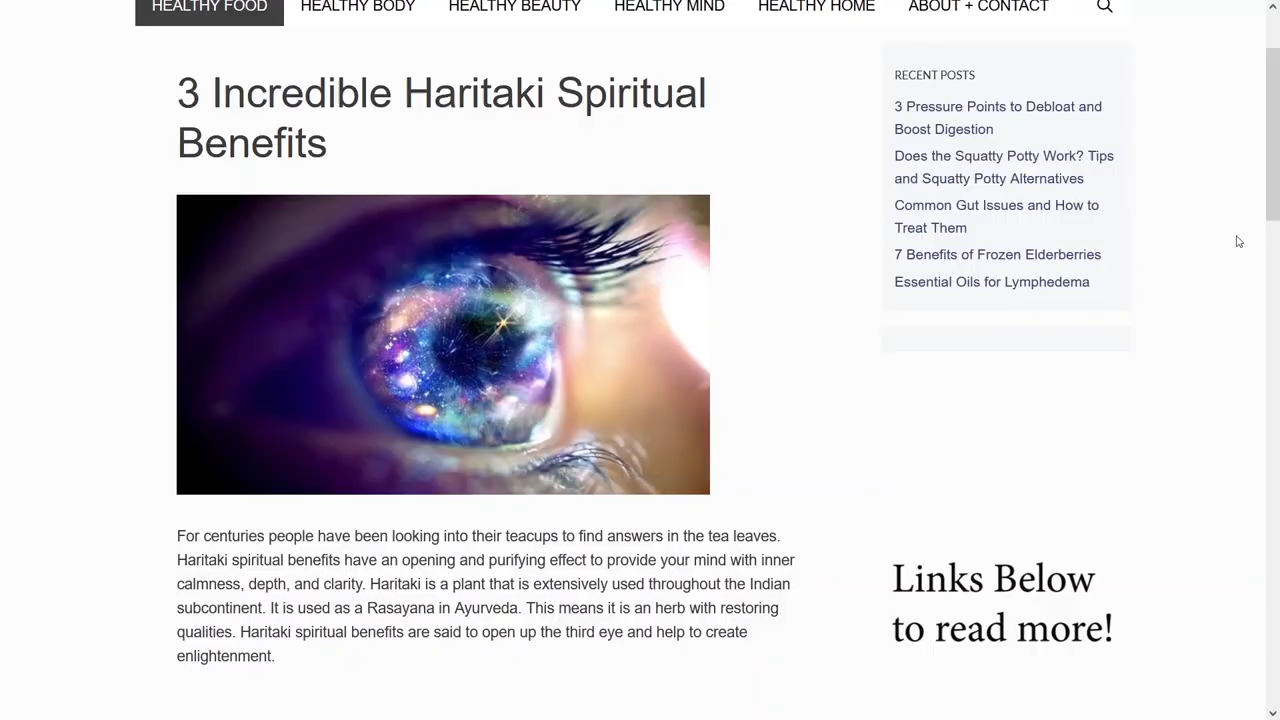 HEALTHY FOOD
HEALTHY BODY
HEALTHY BEAUTY
HEALTHY MIND
HEALTHY HOME
ABOUT + CONTACT
3 Incredible Haritaki Spiritual
Benefits
For centuries people have been looking into their teacups to find answers in the tea leaves.
Haritaki spiritual benefits have an opening and purifying effect to provide your mind with inner
calmness, depth, and clarity. Haritaki is a plant that is extensively used throughout the Indian
subcontinent. It is used as a Rasayana in Ayurveda. This means it is an herb with restoring
qualities. Haritaki spiritual benefits are said to open up the third eye and help to create
enlightenment.
RECENT POSTS
3 Pressure Points to Debloat and
Boost Digestion
Does the Squatty Potty Work? Tips
and Squatty Potty Alternatives
Common Gut Issues and How to
Treat Them
7 Benefits of Frozen Elderberries
Essential Oils for Lymphedema
Links Below
to read more!